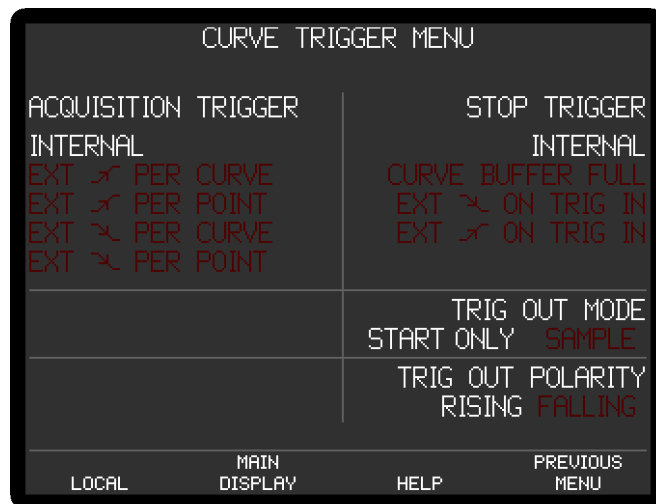 CURVE TRIGGER MENU
ACQUISITION TRIGGER
INTERNAL
EXT PER CURVE
EXT PER POINT
EXT PER CURVE
EXT PER POINT
STOP TRIGGER
INTERNAL
CURVE BUFFER FULL
EXT ON TRIG IN
EXT ON TRIG IN
TRIG OUT MODE
START ONLY SAMPLE
TRIG OUT POLARITY
RISING FALLING
LOCAL
MAIN
DISPLAY
HELP
PREVIOUS
MENU